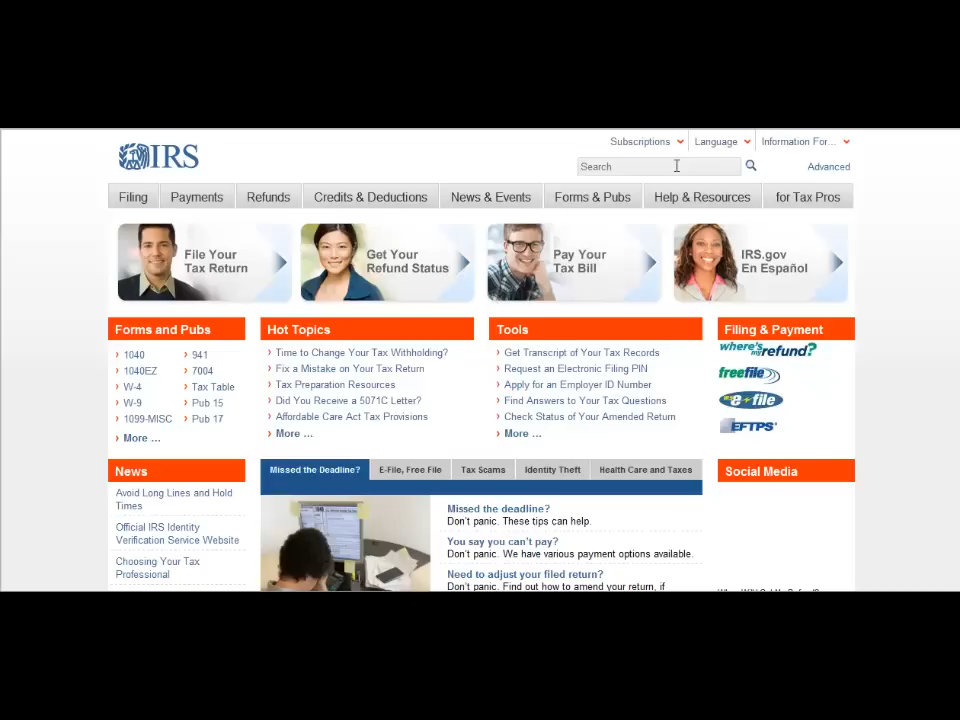 Subscriptions Language Information For...
IRS
Search Advanced
Filing Payments Refunds Credits & Deductions News & Events Forms & Pubs Help & Resources for Tax Pros
File Your
Tax Return
Get Your
Refund Status
Pay Your
Tax Bill
IRS.gov
En Español
Forms and Pubs
1040 941
1040EZ 7004
W-4 Tax Table
W-9 Pub 15
1099-MISC Pub 17
More ...
Hot Topics
Time to Change Your Tax Withholding?
Fix a Mistake on Your Tax Return
Tax Preparation Resources
Did You Receive a 5071C Letter?
Affordable Care Act Tax Provisions
More ...
Tools
Get Transcript of Your Tax Records
Request an Electronic Filing PIN
Apply for an Employer ID Number
Find Answers to Your Tax Questions
Check Status of Your Amended Return
More ...
Filing & Payment
where's my refund?
freefile
IRS e-file
EFTPS
News
Avoid Long Lines and Hold
Times
Official IRS Identity
Verification Service Website
Choosing Your Tax
Professional
Missed the Deadline? E-File, Free File Tax Scams Identity Theft Health Care and Taxes
Missed the deadline?
Don't panic. These tips can help.
You say you can't pay?
Don't panic. We have various payment options available.
Need to adjust your filed return?
Don't panic. Find out how to amend your return, if
Social Media